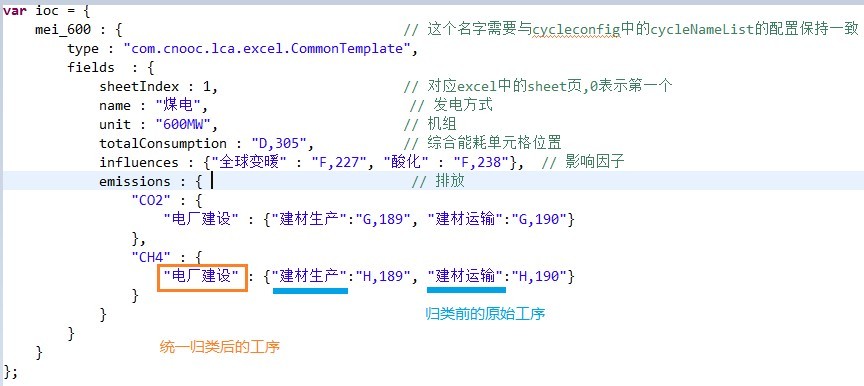 var ioc = {
mei_600 : { // 这个名字需要与cycleconfig中的cycleNameList的配置保持一致
type : "com.cnooc.lca.excel.CommonTemplate",
fields : {
sheetIndex : 1, // 对应excel中的sheet页,0表示第一个
name : "煤电", // 发电方式
unit : "600MW", // 机组
totalConsumption : "D,305", // 综合能耗单元格位置
influences : {"全球变暖" : "F,227", "酸化" : "F,238"}, // 影响因子
emissions : { // 排放
"CO2" : {
"电厂建设" : {"建材生产":"G,189", "建材运输":"G,190"}
},
"CH4" : {
"电厂建设" : {"建材生产":"H,189", "建材运输":"H,190"}
}
归类前的原始工序
}
}
统一归类后的工序
}
};